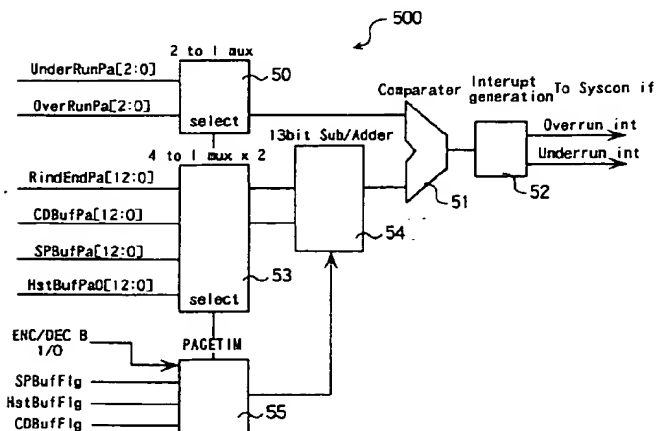 500
2 to 1 mux
UnderRunPa[2:0]
50
OverRunPa[2:0]
select
Comparater
Interupt generation
To Syscon if
Overrun int
Underrun int
51
52
4 to 1 mux x 2
13bit Sub/Adder
RindEndPa[12:0]
CDBufPa[12:0]
SPBufPa[12:0]
HstBufPa0[12:0]
select
53
54
ENC/DEC B
1/0
PAGETIM
SPBufFlg
HstBufFlg
CDBufFlg
55